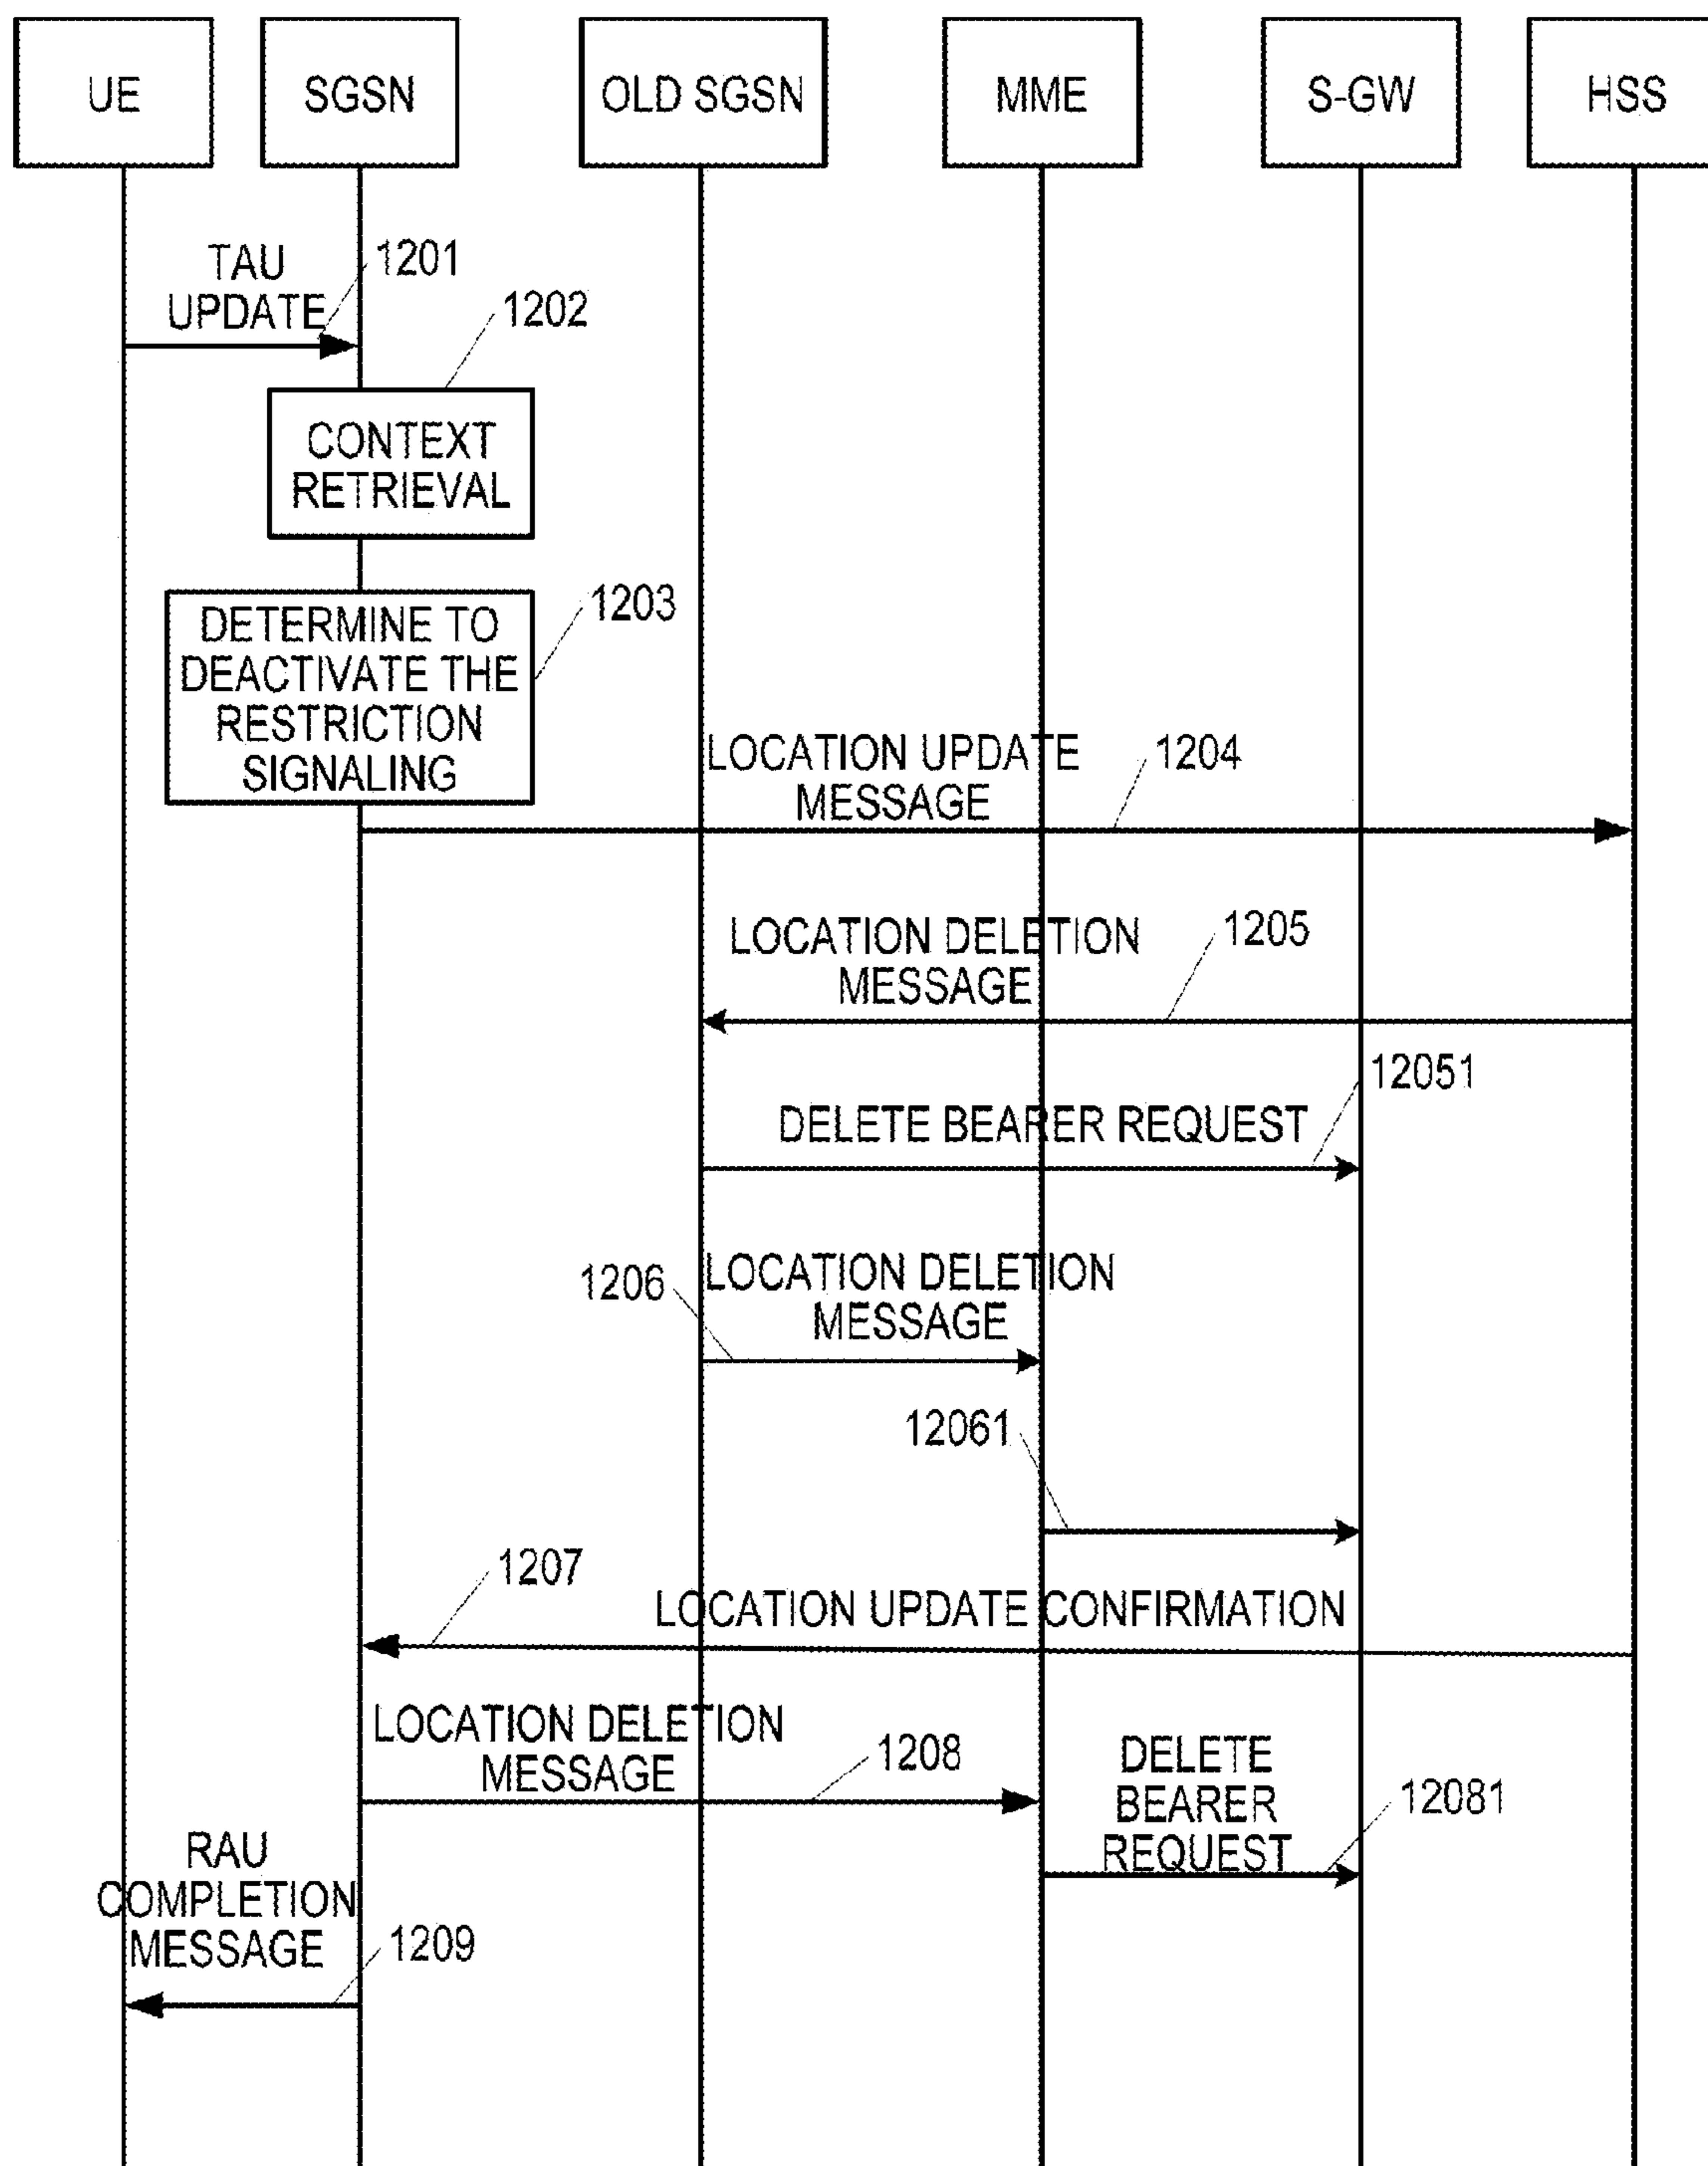 UE
SGSN
OLD SGSN
MME
S-GW
HSS
TAU
UPDATE
1201
1202
CONTEXT
RETRIEVAL
1203
DETERMINE TO
DEACTIVATE THE
RESTRICTION
SIGNALING
LOCATION UPDATE
MESSAGE
1204
LOCATION DELETION
MESSAGE
1205
12051
DELETE BEARER REQUEST
1206
LOCATION DELETION
MESSAGE
12061
1207
LOCATION UPDATE CONFIRMATION
LOCATION DELETION
MESSAGE
1208
DELETE
BEARER
REQUEST
12081
RAU
COMPLETION
MESSAGE
1209